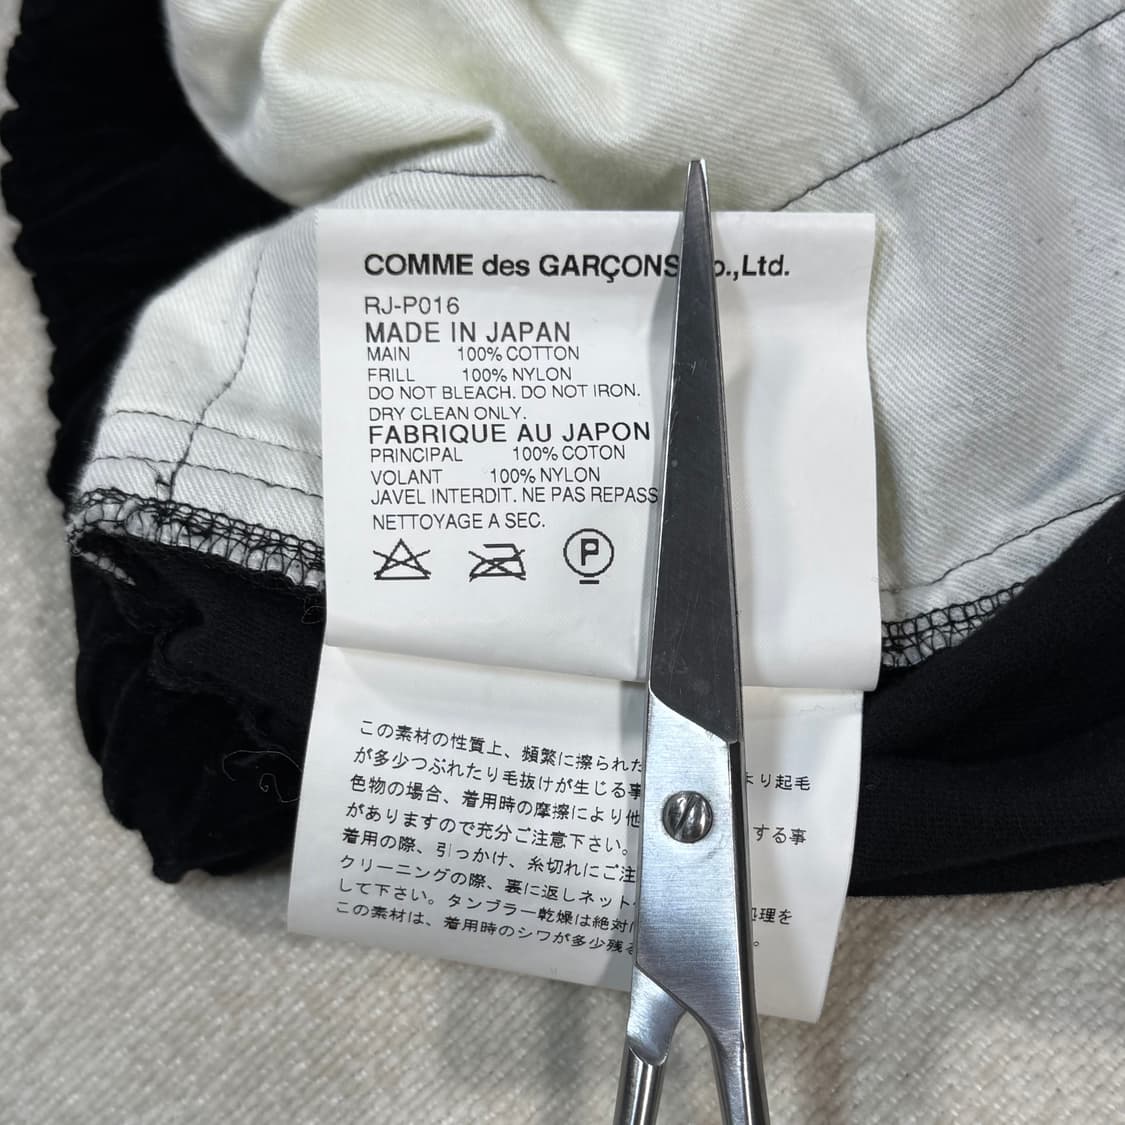 COMME des GARÇONS o.,Ltd.
RJ-P016
MADE IN JAPAN
MAIN 100% COTTON
FRILL 100% NYLON
DO NOT BLEACH. DO NOT IRON.
DRY CLEAN ONLY.
FABRIQUE AU JAPON
PRINCIPAL 100% COTON
VOLANT 100% NYLON
JAVEL INTERDIT. NE PAS REPASS
NETTOYAGE A SEC.
P
この素材の性質上、頻繁に擦られた より起毛
が多少つぶれたり毛抜けが生じる事
色物の場合、着用時の摩擦により他 する事
がありますので充分ご注意下さい。
着用の際、引っかけ、糸切れにご注
クリーニングの際、裏に返しネット 処理を
して下さい。タンブラー乾燥は絶対に 。
この素材は、着用時のシワが多少残る